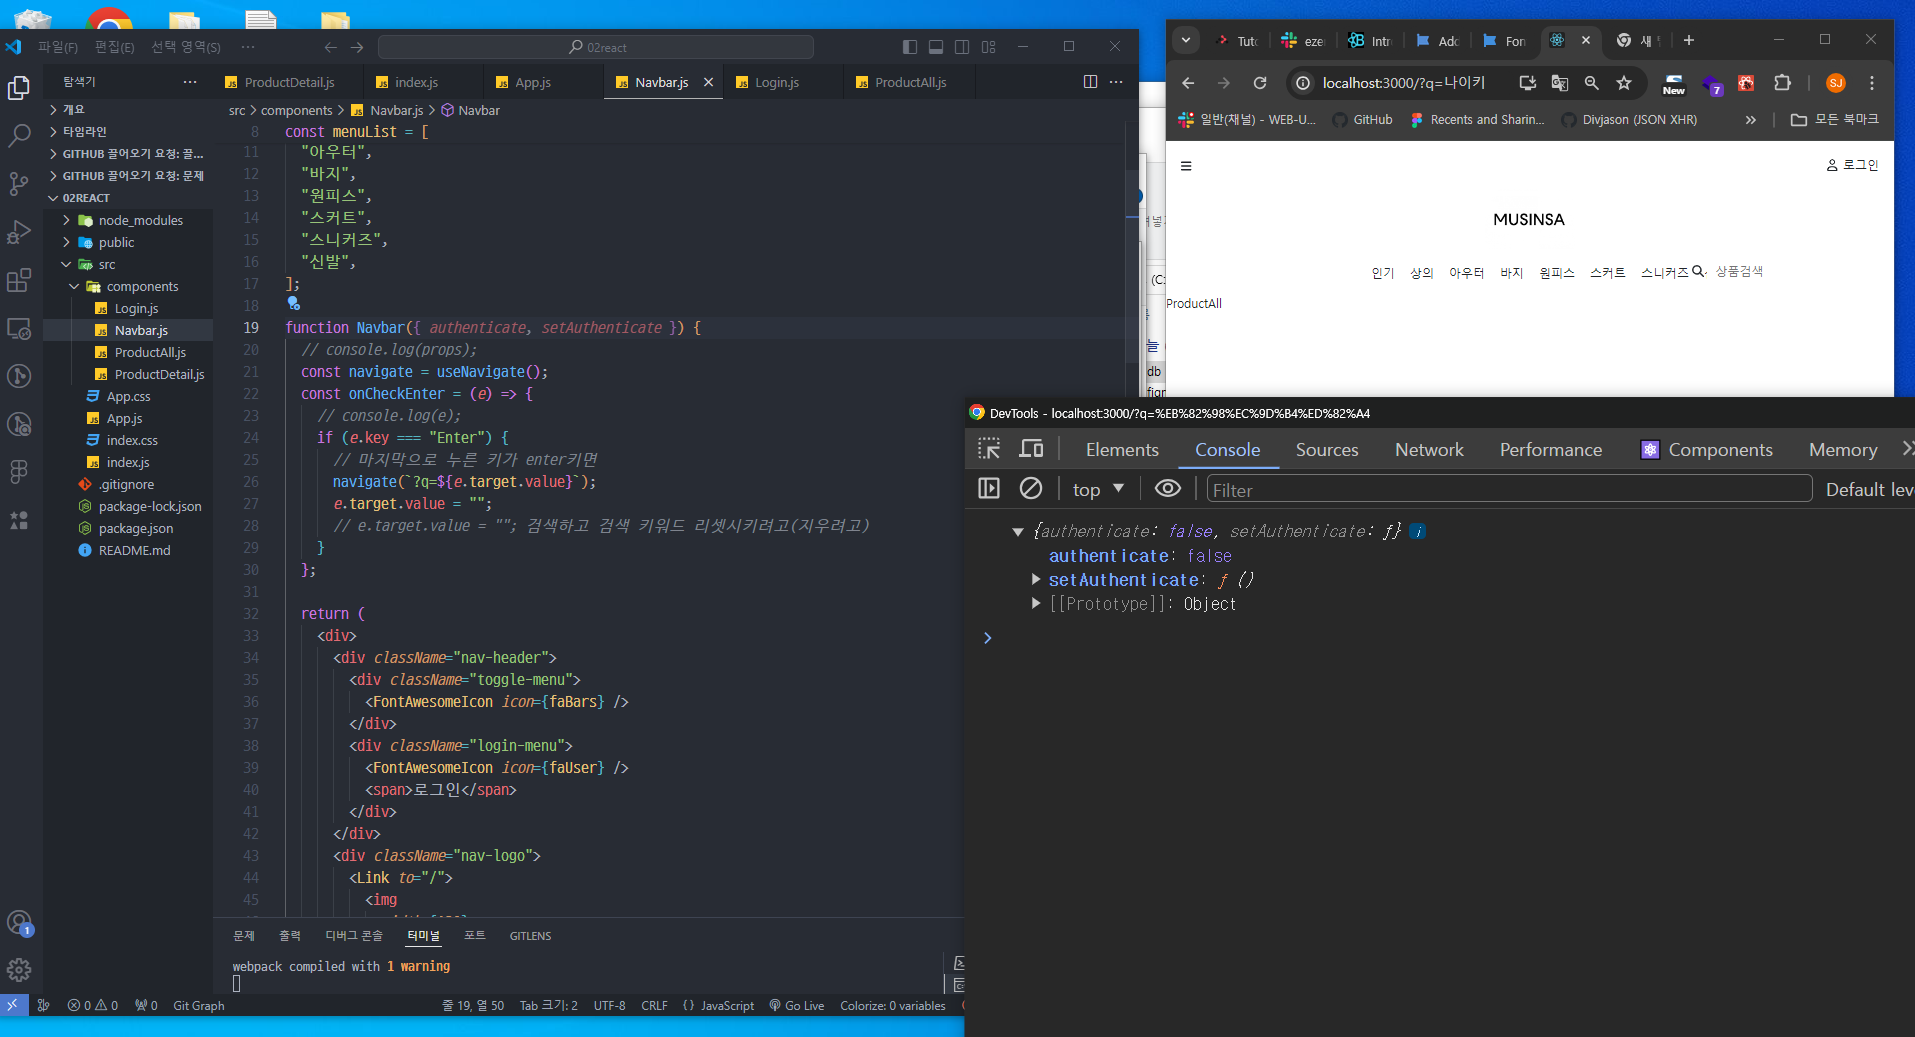 파일(F) 편집(E) 선택 영역(S) ··· 02react
탐색기 ···
ProductDetail.js index.js App.js Navbar.js Login.js ProductAll.js
개요
타임라인
GITHUB 끌어오기 요청: 끌...
GITHUB 끌어오기 요청: 문제
02REACT
node_modules
public
src
components
Login.js
Navbar.js
ProductAll.js
ProductDetail.js
App.css
App.js
index.css
index.js
.gitignore
package-lock.json
package.json
README.md
1
src > components > Navbar.js > Navbar
8 const menuList = [
11 "아우터",
12 "바지",
13 "원피스",
14 "스커트",
15 "스니커즈",
16 "신발",
17 ];
18
19 function Navbar({ authenticate, setAuthenticate }) {
20 // console.log(props);
21 const navigate = useNavigate();
22 const onCheckEnter = (e) => {
23 // console.log(e);
24 if (e.key === "Enter") {
25 // 마지막으로 누른 키가 enter키면
26 navigate(`?q=${e.target.value}`);
27 e.target.value = "";
28 // e.target.value = ""; 검색하고 검색 키워드 리셋시키려고(지우려고)
29 }
30 };
31
32 return (
33 <div>
34 <div className="nav-header">
35 <div className="toggle-menu">
36 <FontAwesomeIcon icon={faBars} />
37 </div>
38 <div className="login-menu">
39 <FontAwesomeIcon icon={faUser} />
40 <span>로그인</span>
41 </div>
42 </div>
43 <div className="nav-logo">
44 <Link to="/">
45 <img
문제 출력 디버그 콘솔 터미널 포트 GITLENS
webpack compiled with 1 warning
0 0 0 Git Graph 줄 19, 열 50 Tab 크기: 2 UTF-8 CRLF {} JavaScript Go Live Colorize: 0 variables
Tuto eze Intr Add Fon 새
localhost:3000/?q=나이키 New 7 SJ
일반(채널) - WEB-U... GitHub Recents and Sharin... Divjason (JSON XHR) » 모든 북마크
로그인
MUSINSA
인기 상의 아우터 바지 원피스 스커트 스니커즈 상품검색
ProductAll
(C:
늘
db
figr
DevTools - localhost:3000/?q=%EB%82%98%EC%9D%B4%ED%82%A4
Elements Console Sources Network Performance Components Memory
top Filter Default leve
{authenticate: false, setAuthenticate: ƒ} i
authenticate: false
setAuthenticate: ƒ ()
[[Prototype]]: Object